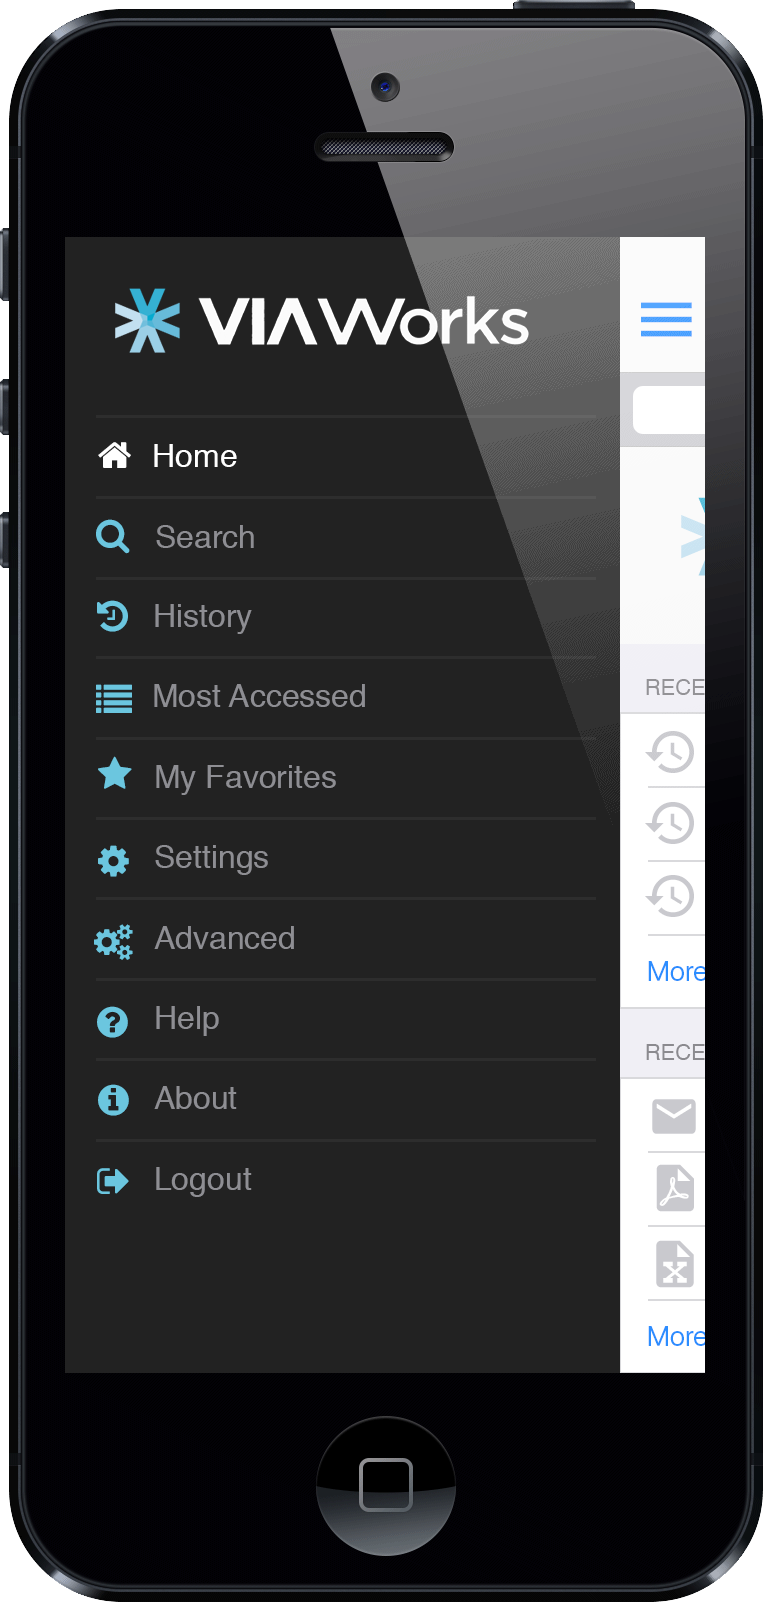 VIAWorks
Home
Search
History
Most Accessed
My Favorites
Settings
Advanced
Help
About
Logout
RECE
More
RECE
More